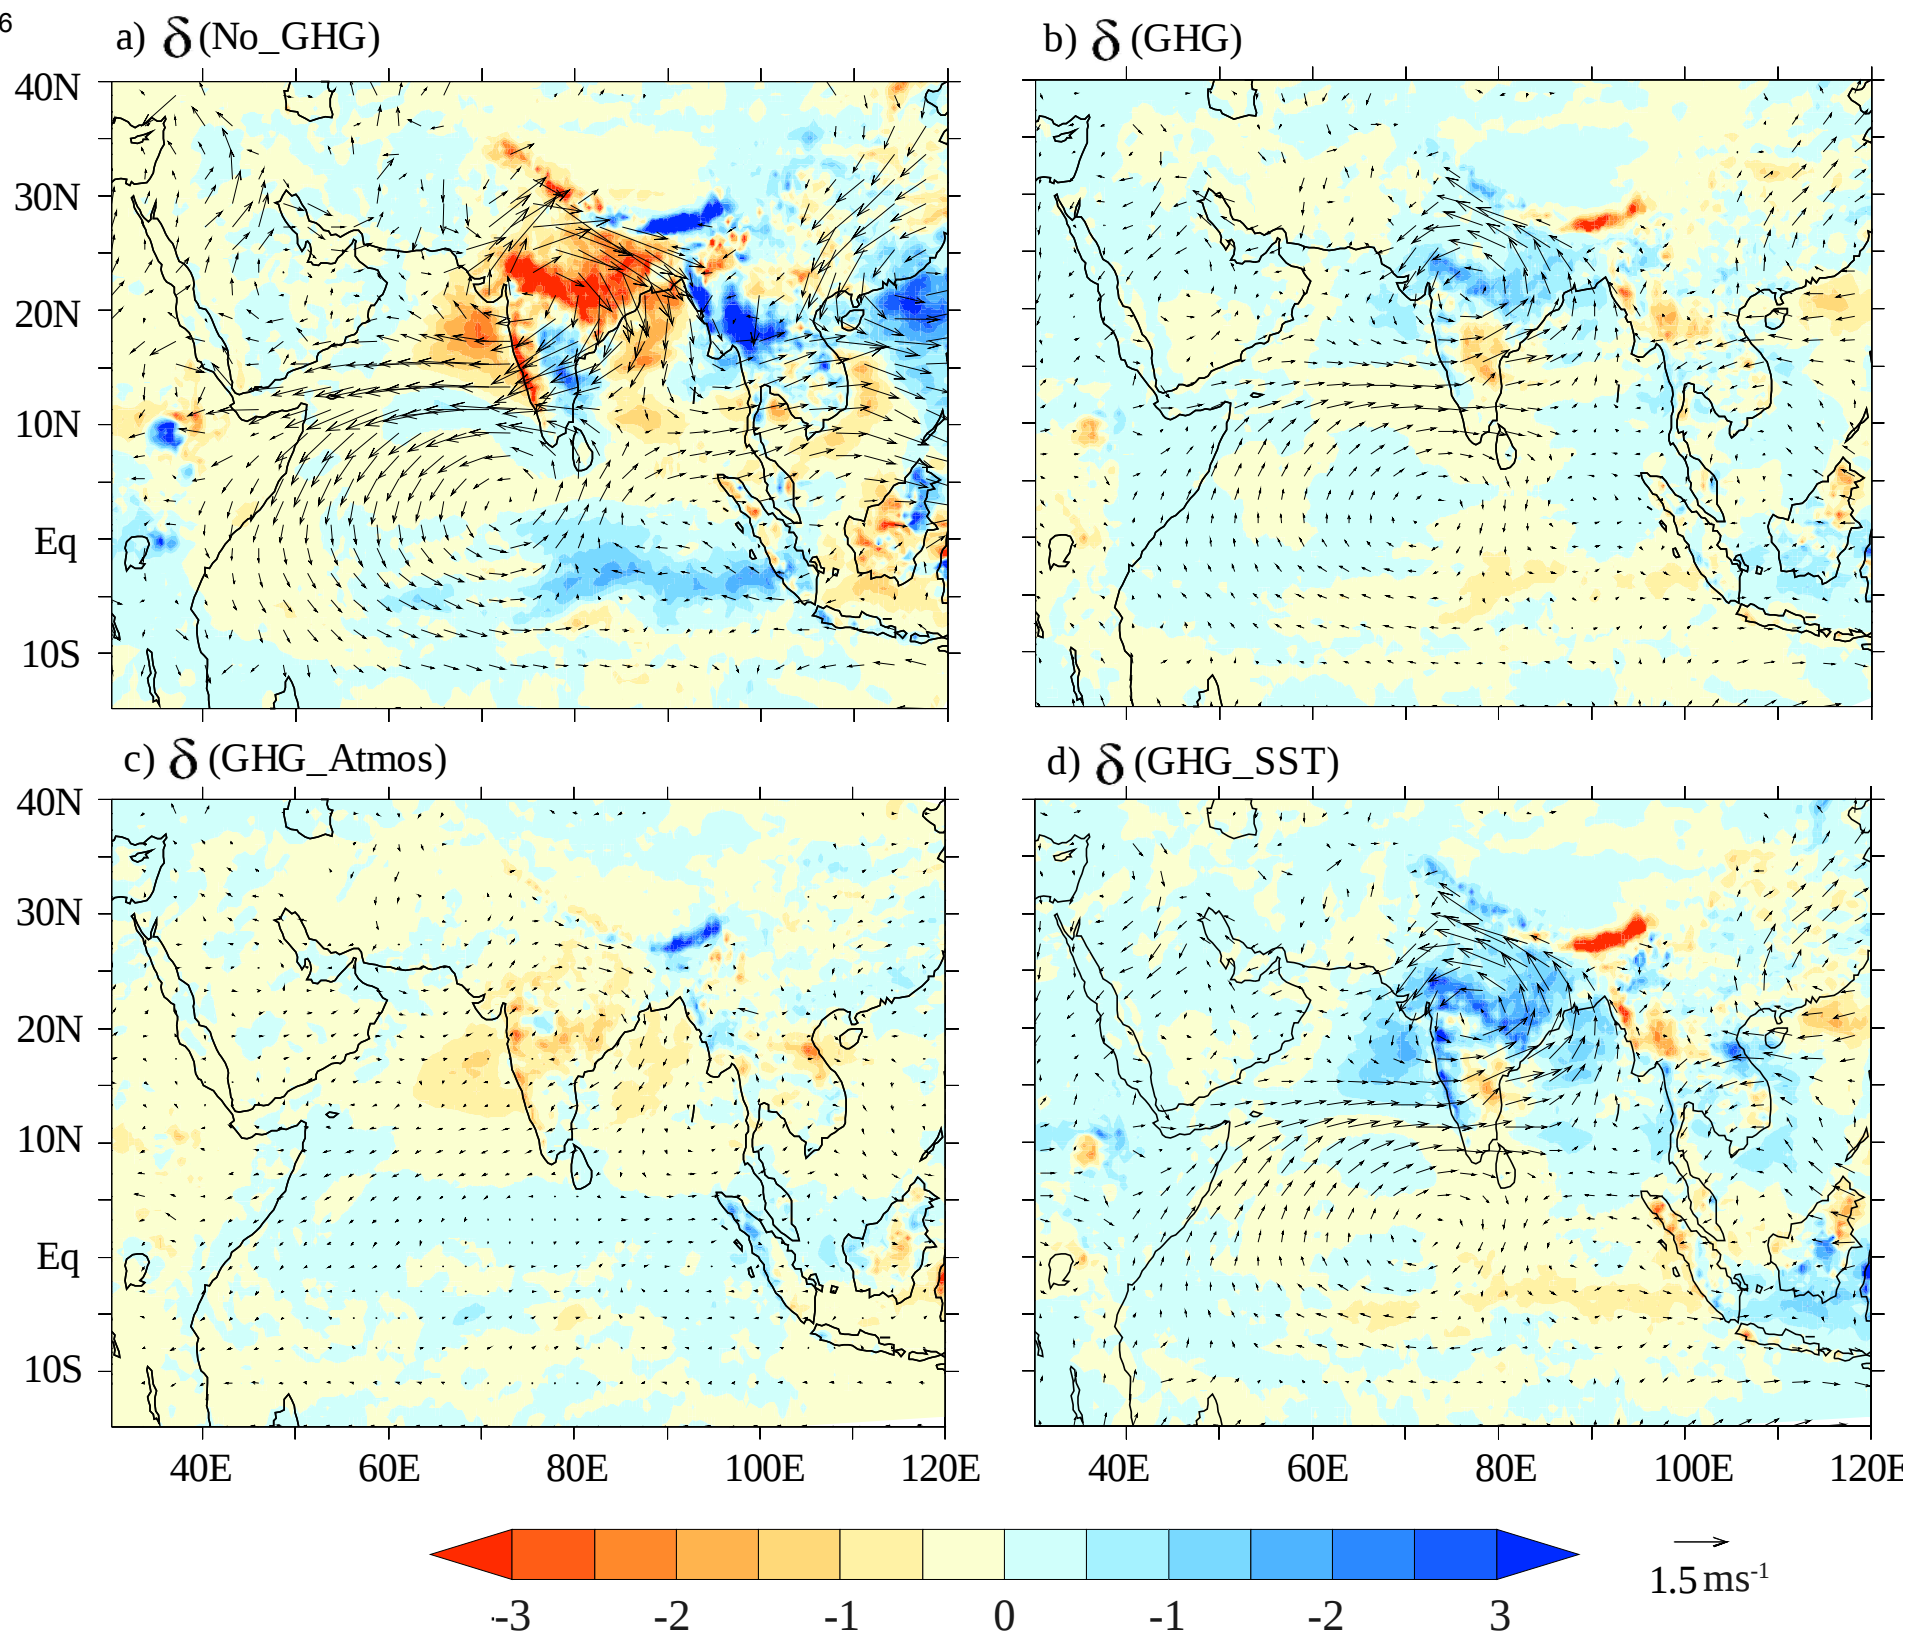 6
a) δ (No_GHG)
b) δ (GHG)
40N
30N
20N
10N
Eq
10S
c) δ (GHG_Atmos)
d) δ (GHG_SST)
40N
30N
20N
10N
Eq
10S
40E 60E 80E 100E 120E
40E 60E 80E 100E 120E
-3 -2 -1 0 -1 -2 3
1.5 ms-1